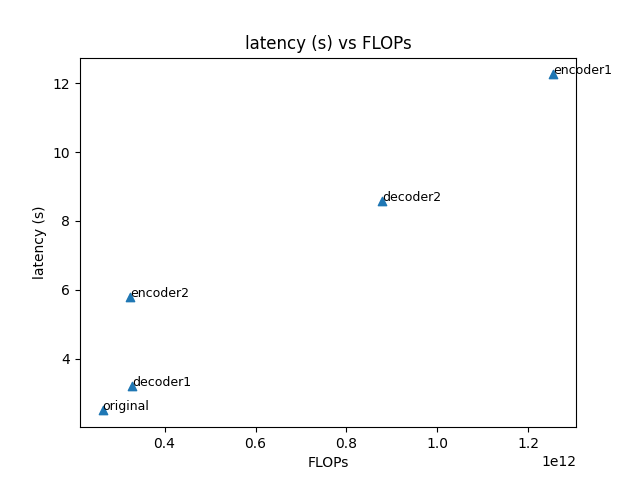 latency (s) vs FLOPs
12
10
8
6
4
latency (s)
encoder1
decoder2
encoder2
decoder1
original
0.4
0.6
0.8
1.0
1.2
1e12
FLOPs